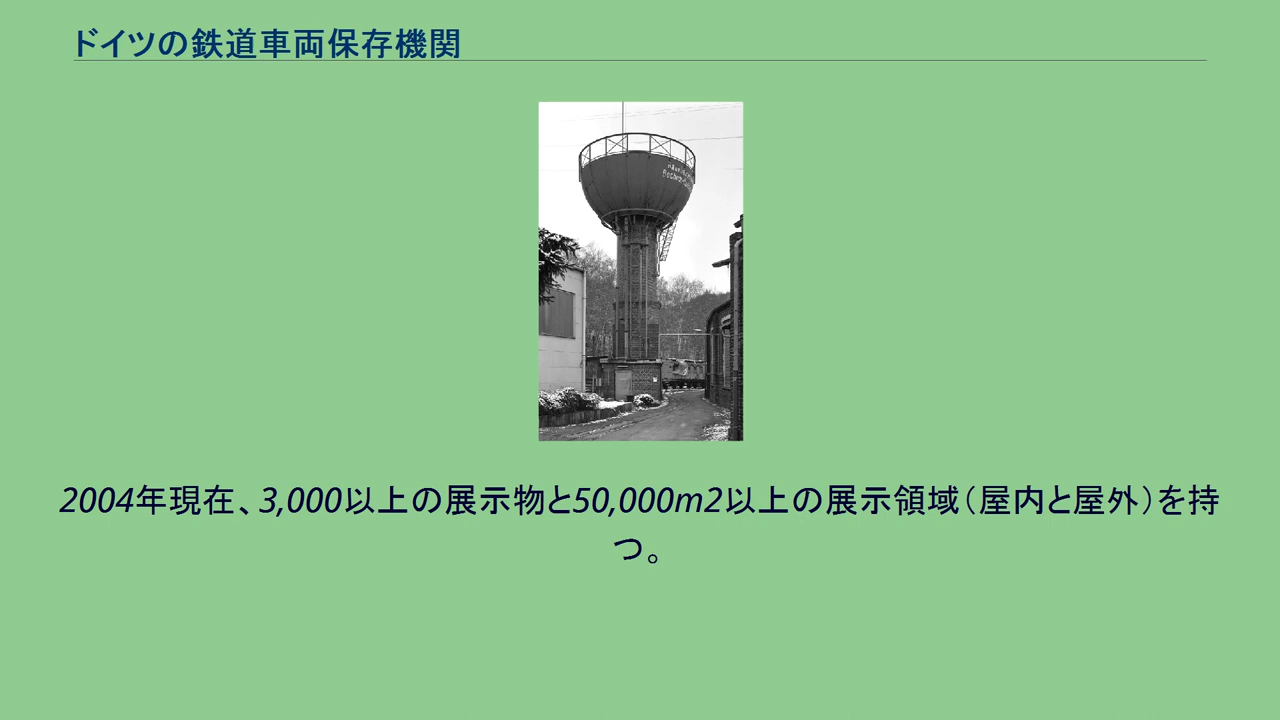 ドイツの鉄道車両保存機関
2004年現在、3,000以上の展示物と50,000m2以上の展示領域（屋内と屋外）を持
つ。